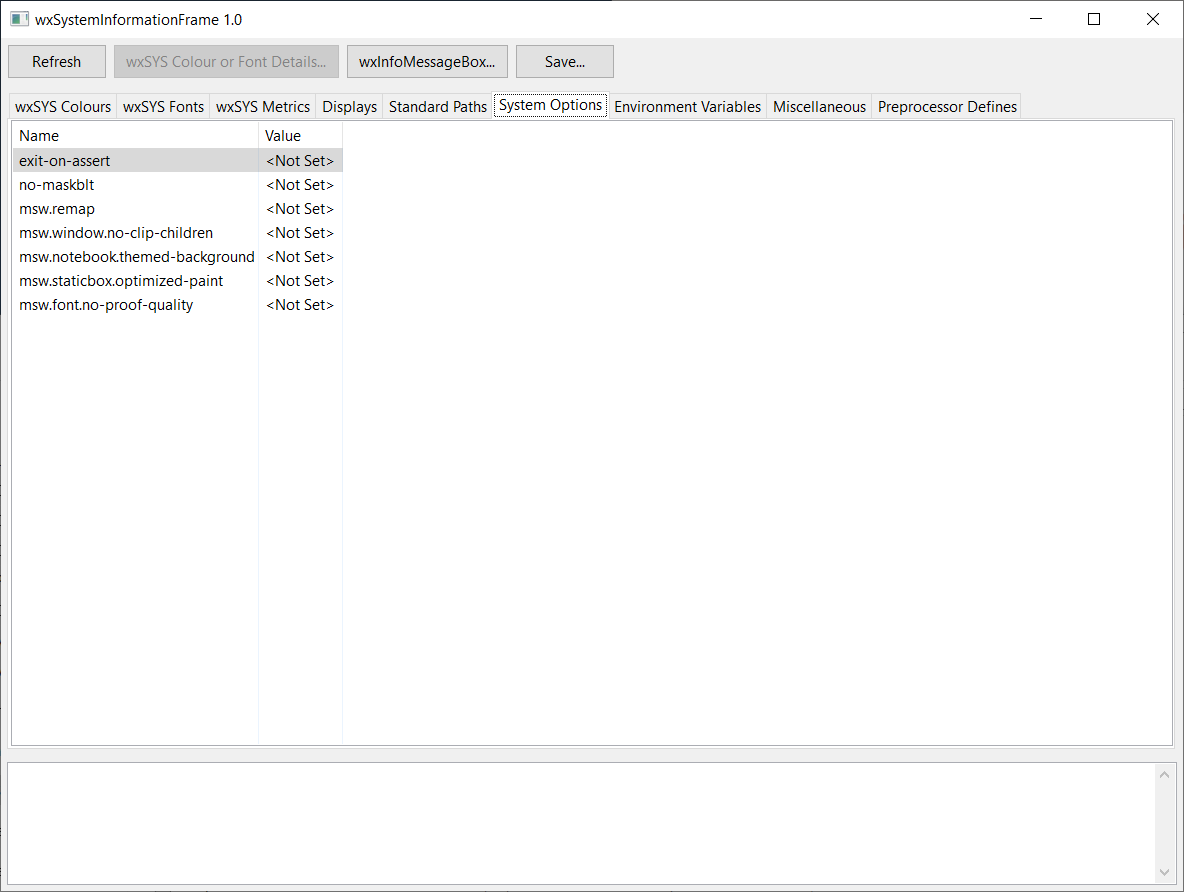 wxSystemInformationFrame 1.0
Refresh wxSYS Colour or Font Details... wxInfoMessageBox... Save...
wxSYS Colours wxSYS Fonts wxSYS Metrics Displays Standard Paths System Options Environment Variables Miscellaneous Preprocessor Defines
Name Value
exit-on-assert <Not Set>
no-maskblt <Not Set>
msw.remap <Not Set>
msw.window.no-clip-children <Not Set>
msw.notebook.themed-background <Not Set>
msw.staticbox.optimized-paint <Not Set>
msw.font.no-proof-quality <Not Set>